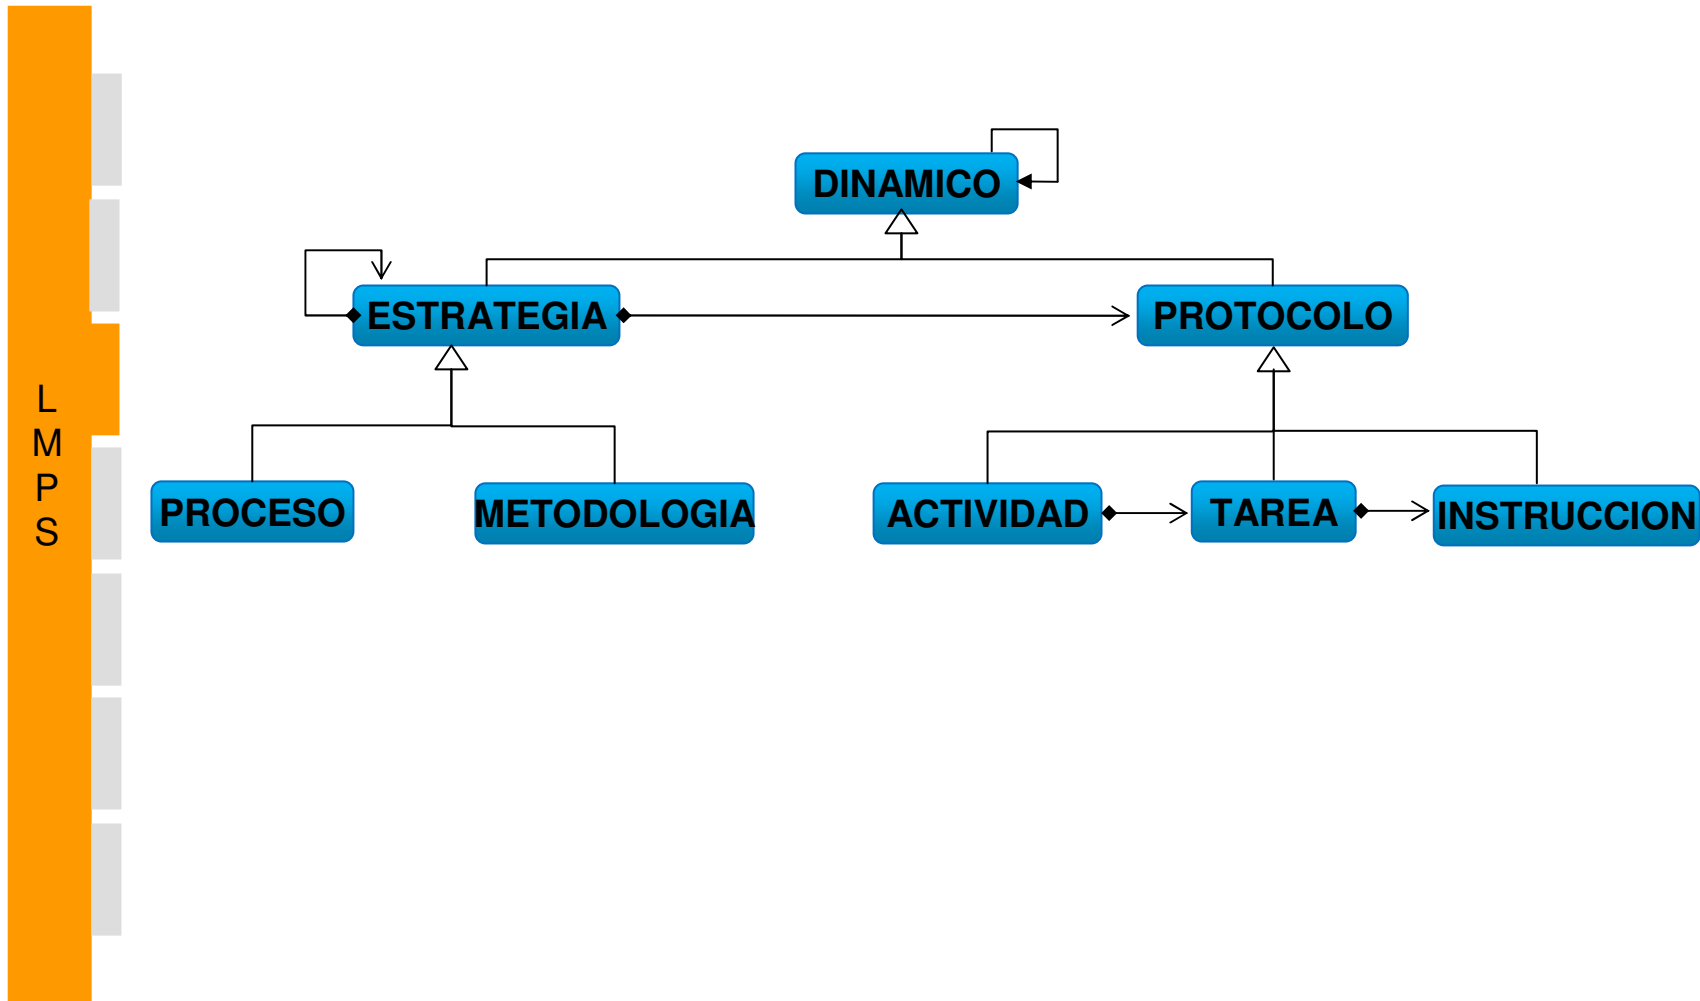 L
M
P
S
DINAMICO
ESTRATEGIA
PROTOCOLO
PROCESO
METODOLOGIA
ACTIVIDAD
TAREA
INSTRUCCION